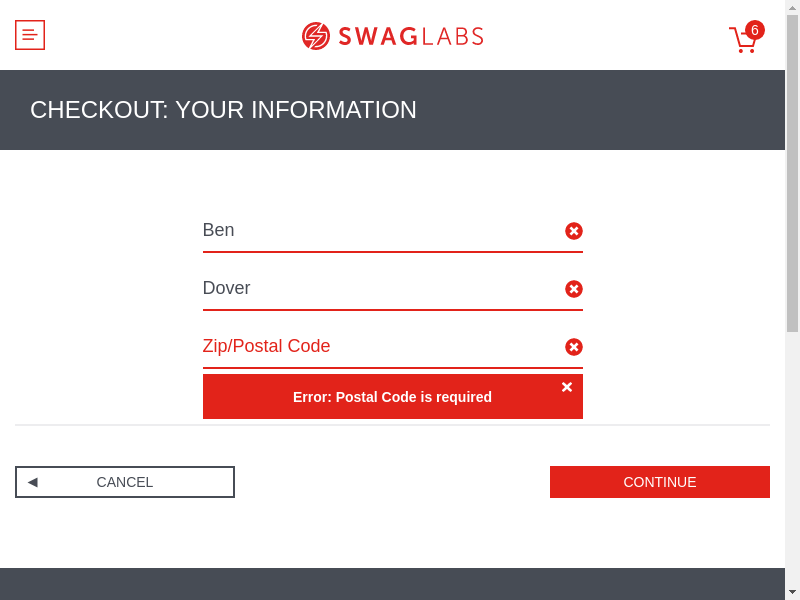 SWAGLABS
6
CHECKOUT: YOUR INFORMATION
Ben
Dover
Zip/Postal Code
Error: Postal Code is required
CANCEL
CONTINUE